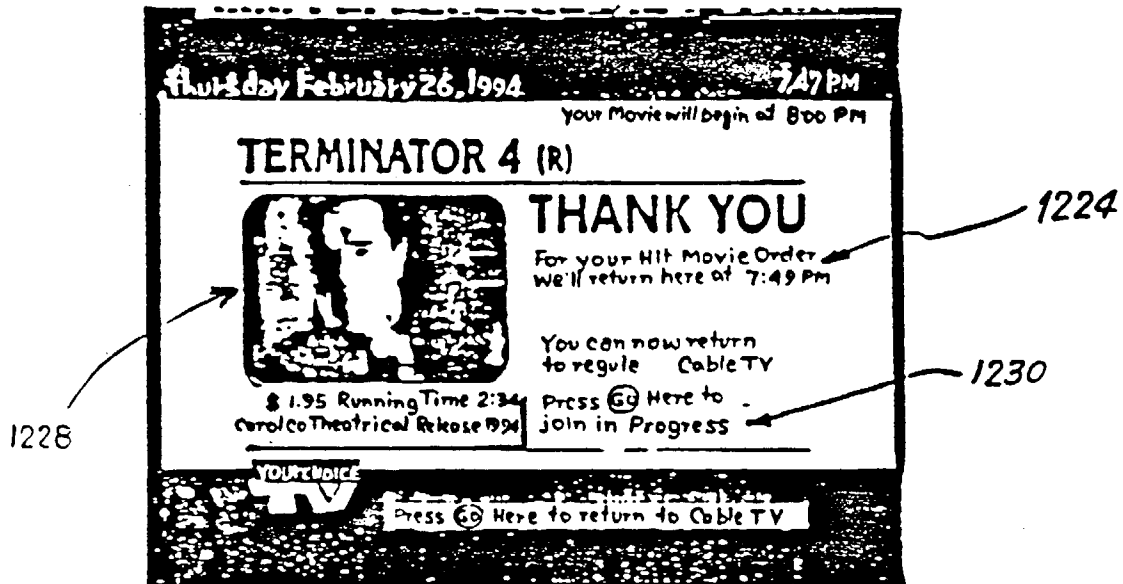 Thursday February 26, 1994 7:47 PM
Your Movie will begin at 8:00 PM
TERMINATOR 4 (R)
THANK YOU
1224
For your Hit Movie Order
We'll return here at 7:49 PM
1228
You can now return
to regule Cable TV
1230
$1.95 Running Time 2:34
Carolco Theatrical Release 1994
Press GO Here to
join in Progress
YOUR CHOICE
TV
Press GO Here to return to Cable TV